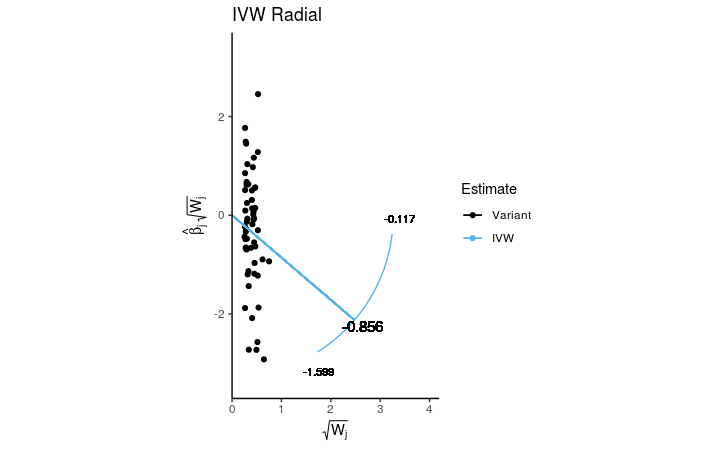 IVW Radial
2
0
-2
β̂ⱼ√Wⱼ
-0.117
-0.856
-1.599
0 1 2 3 4
√Wⱼ
Estimate
Variant
IVW